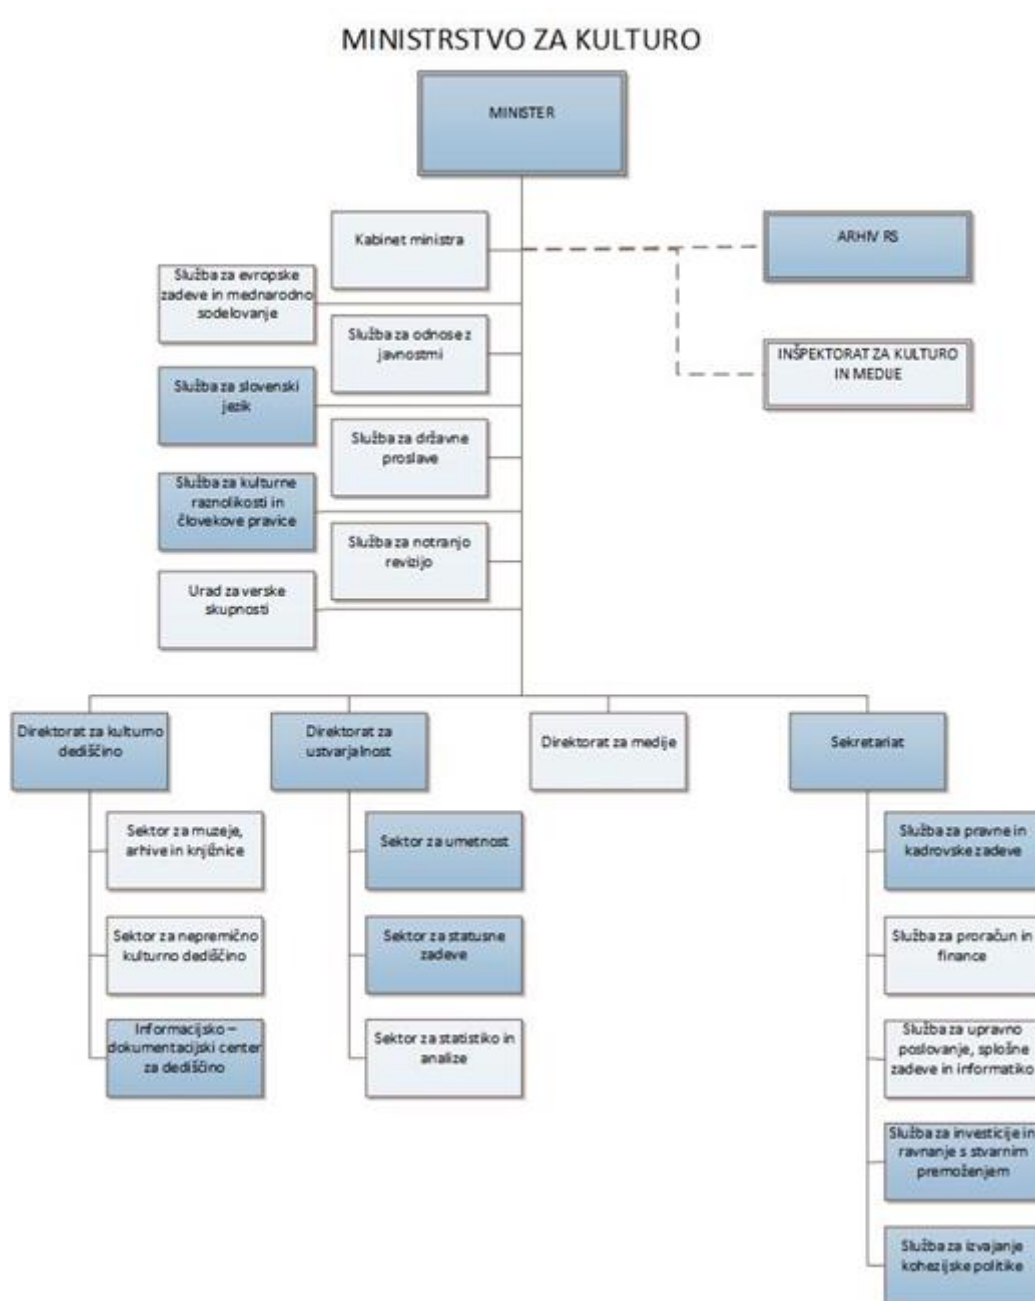 MINISTRSTVO ZA KULTURO
MINISTER
Kabinet ministra
ARHIV RS
Služba za evropske
zadeve in mednarodno
sodelovanje
Služba za odnose z
javnostmi
INŠPEKTORAT ZA KULTURO
IN MEDIJE
Služba za slovenski
jezik
Služba za državne
proslave
Služba za kulturne
raznolikosti in
človekove pravice
Služba za notranjo
revizijo
Urad za verske
skupnosti
Direktorat za kulturno
dediščino
Direktorat za
ustvarjalnost
Direktorat za medije
Sekretariat
Sektor za muzeje,
arhive in knjižnice
Sektor za nepremično
kulturno dediščino
Informacijsko –
dokumentacijski center
za dediščino
Sektor za umetnost
Sektor za statusne
zadeve
Sektor za statistiko in
analize
Služba za pravne in
kadrovske zadeve
Služba za proračun in
finance
Služba za upravno
poslovanje, splošne
zadeve in informatiko
Služba za investicije in
ravnanje s stvarnim
premoženjem
Služba za izvajanje
kohezijske politike